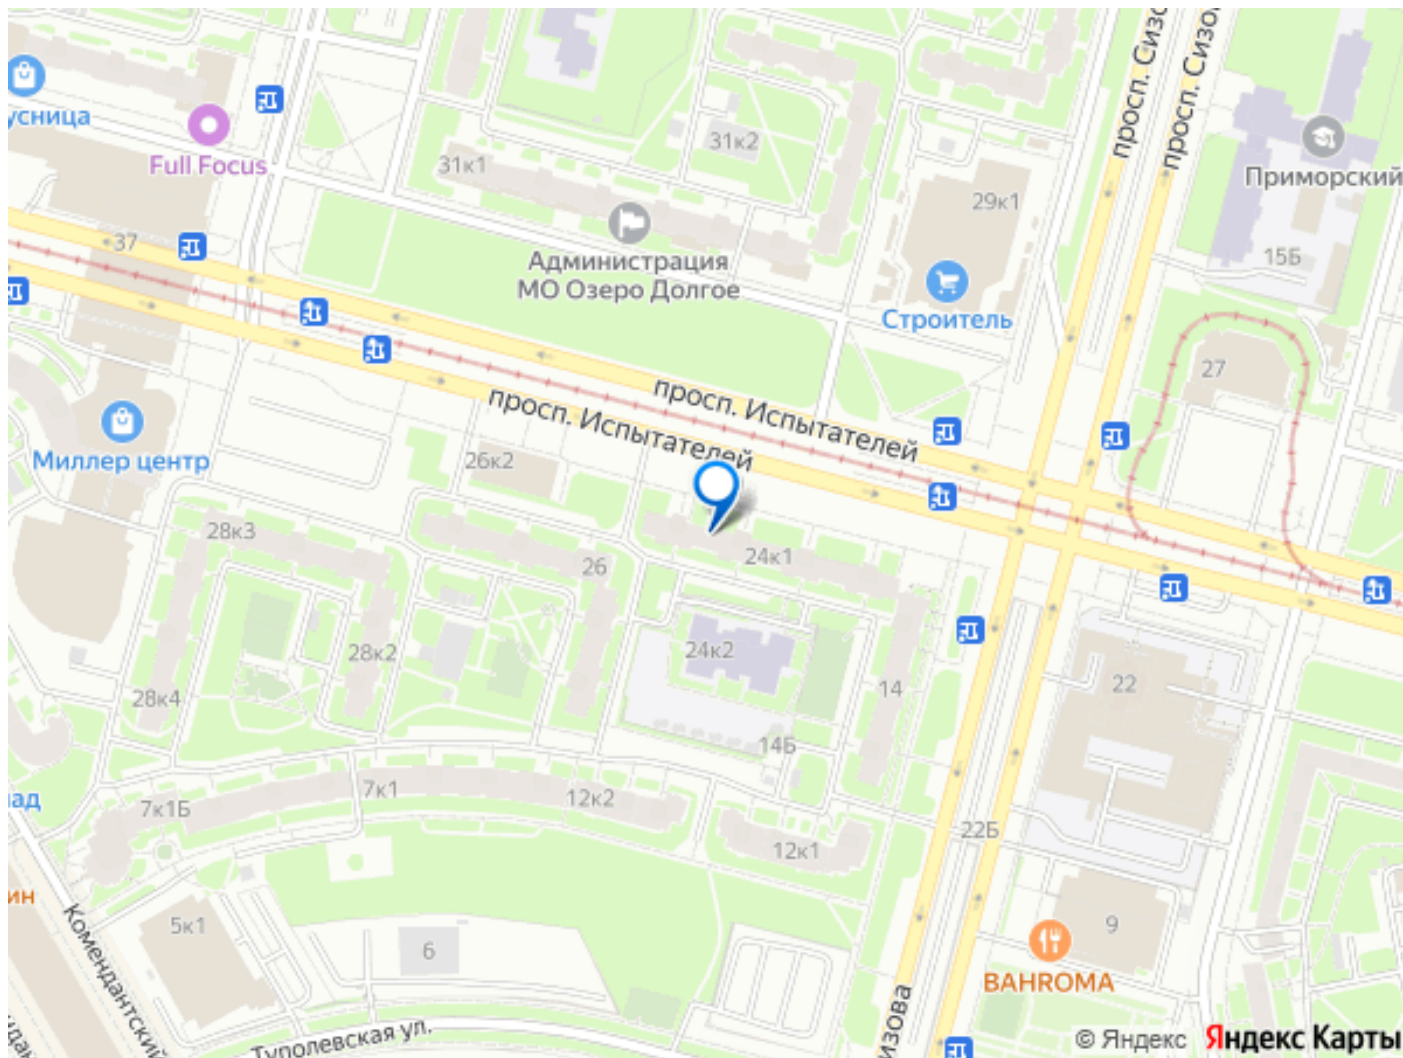 просп. Сизо
просп. Сизо
усница
Full Focus
31к1
31к2
29к1
Приморский
15Б
Администрация
МО Озеро Долгое
Строитель
37
27
просп. Испытателей
просп. Испытателей
Миллер центр
26к2
28к3
26
24к1
28к2
24к2
28к4
14
22
14Б
ад
7к1Б
7к1
12к2
22Б
12к1
ин
5к1
6
9
BAHROMA
Комендантский
Туполевская ул.
изова
© Яндекс
Яндекс Карты